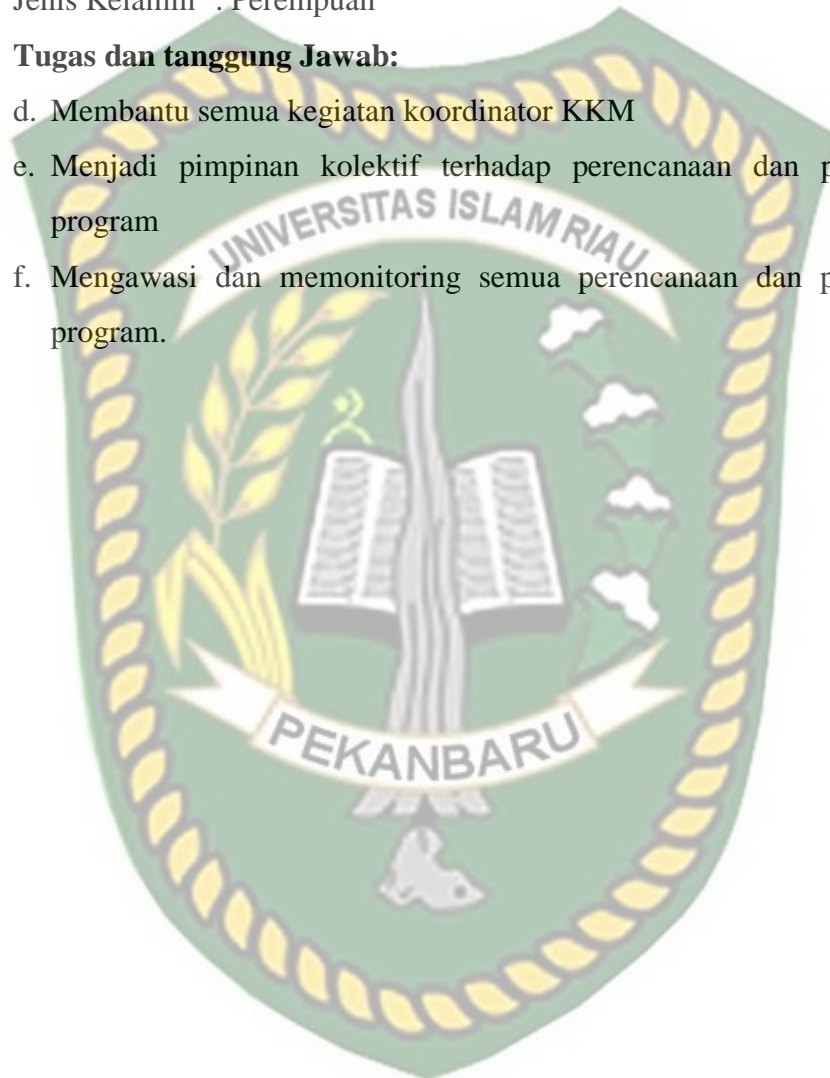 Jenis Kelamin : Perempuan
Tugas dan tanggung Jawab:
d. Membantu semua kegiatan koordinator KKM
e. Menjadi pimpinan kolektif terhadap perencanaan dan
program
UNIVERSITAS ISLAM RIAU
f. Mengawasi dan memonitoring semua perencanaan dan
program.
PEKANBARU